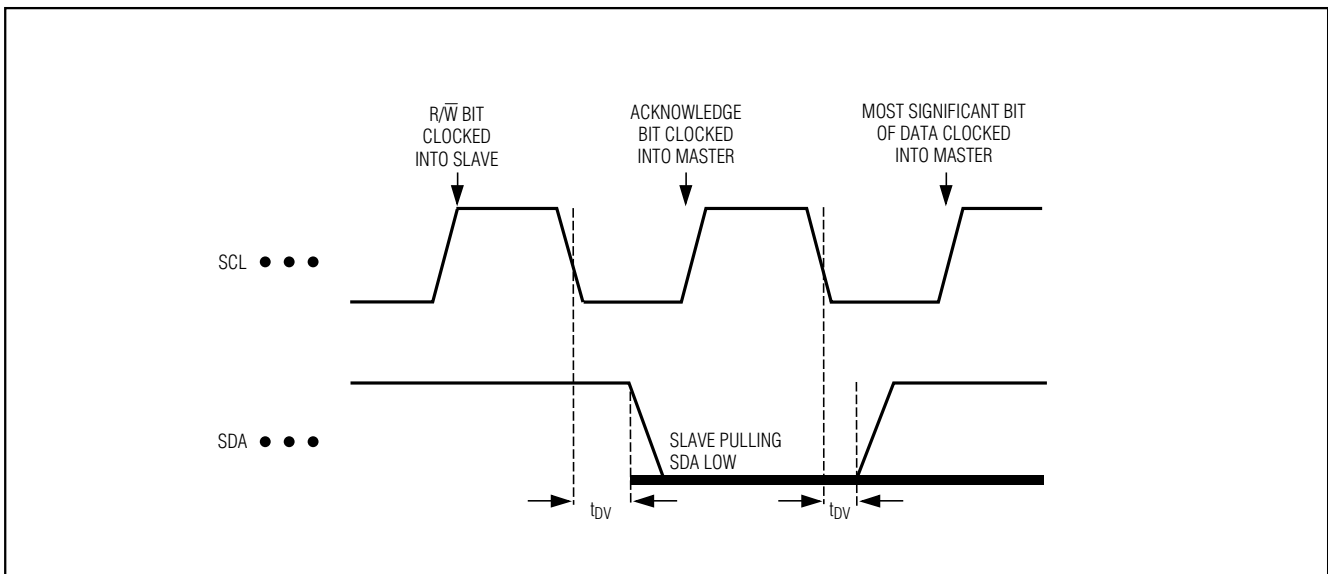 R/W̅ BIT
CLOCKED
INTO SLAVE
ACKNOWLEDGE
BIT CLOCKED
INTO MASTER
MOST SIGNIFICANT BIT
OF DATA CLOCKED
INTO MASTER
SCL
SDA
SLAVE PULLING
SDA LOW
tDV
tDV